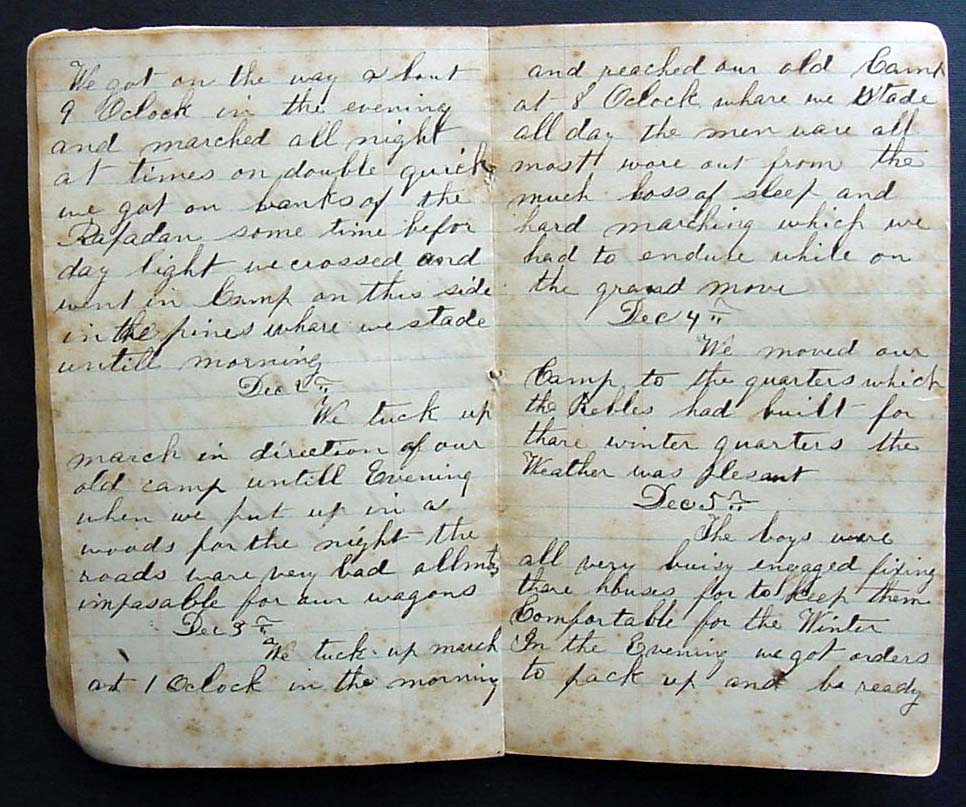 We got on the way about
9 Oclock in the evening
and marched all night
at times on double quick
we got on banks of the
Rapadan some time befor
day light we crossed and
went in Camp on this side
in the pines whare we stade
untill morning
Dec 2"
We tuck up
march in direction of our
old camp untill Evening
when we put up in a
woods for the night the
roads ware very bad allmost
impasable for our wagons
Dec 3"
We tuck up march
at 1 Oclock in the morning
and reached our old Camp
at 8 Oclock whare we stade
all day the men ware all
mostt wore out from the
much loss of sleep and
hard marching which we
had to endure while on
the grand move
Dec 4"
We moved our
Camp to the quarters which
the Rebles had built for
thare winter quarters the
Weather was plesant
Dec 5"
The boys ware
all very buisy engaged fixing
thare houses for to keep them
Comfortable for the Winter
In the Evening we got orders
to pack up and be ready